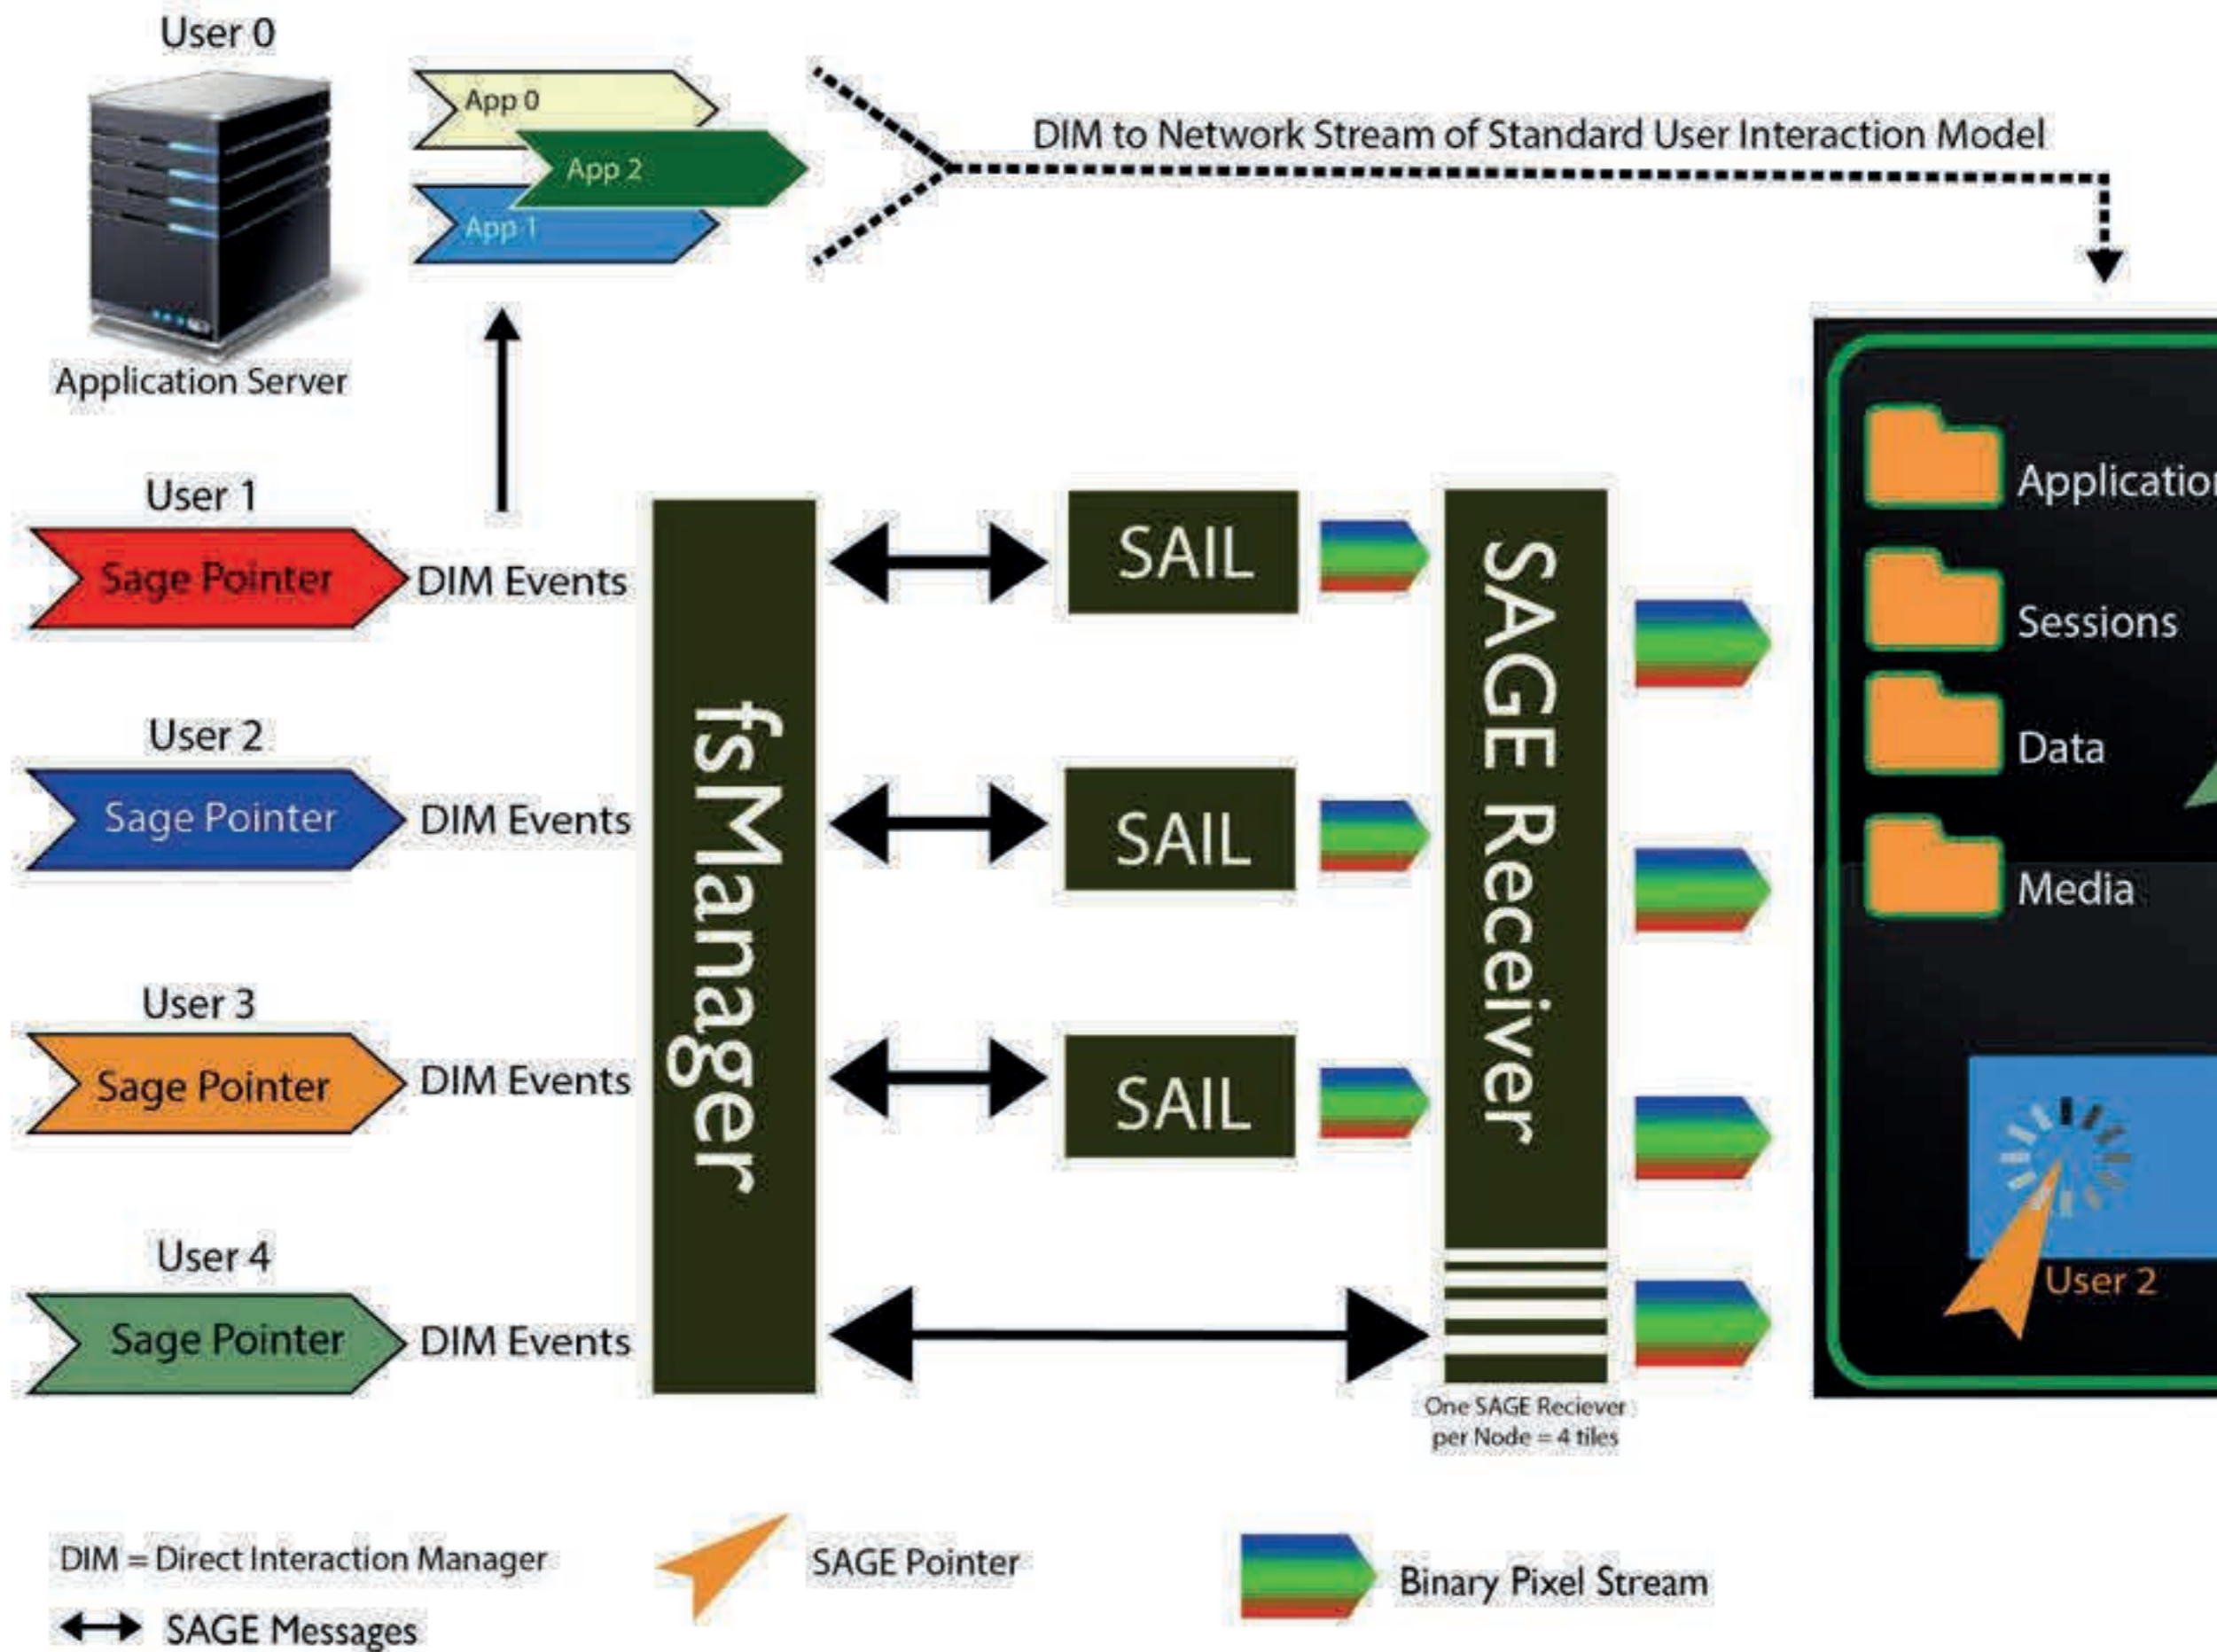 User 0
App 0
App 2
App 1
DIM to Network Stream of Standard User Interaction Model
Application Server
User 1
Sage Pointer
DIM Events
User 2
Sage Pointer
DIM Events
User 3
Sage Pointer
DIM Events
User 4
Sage Pointer
DIM Events
fsManager
SAIL
SAIL
SAIL
SAGE Receiver
One SAGE Reciever
per Node = 4 tiles
Application
Sessions
Data
Media
User 2
DIM = Direct Interaction Manager
SAGE Pointer
Binary Pixel Stream
SAGE Messages